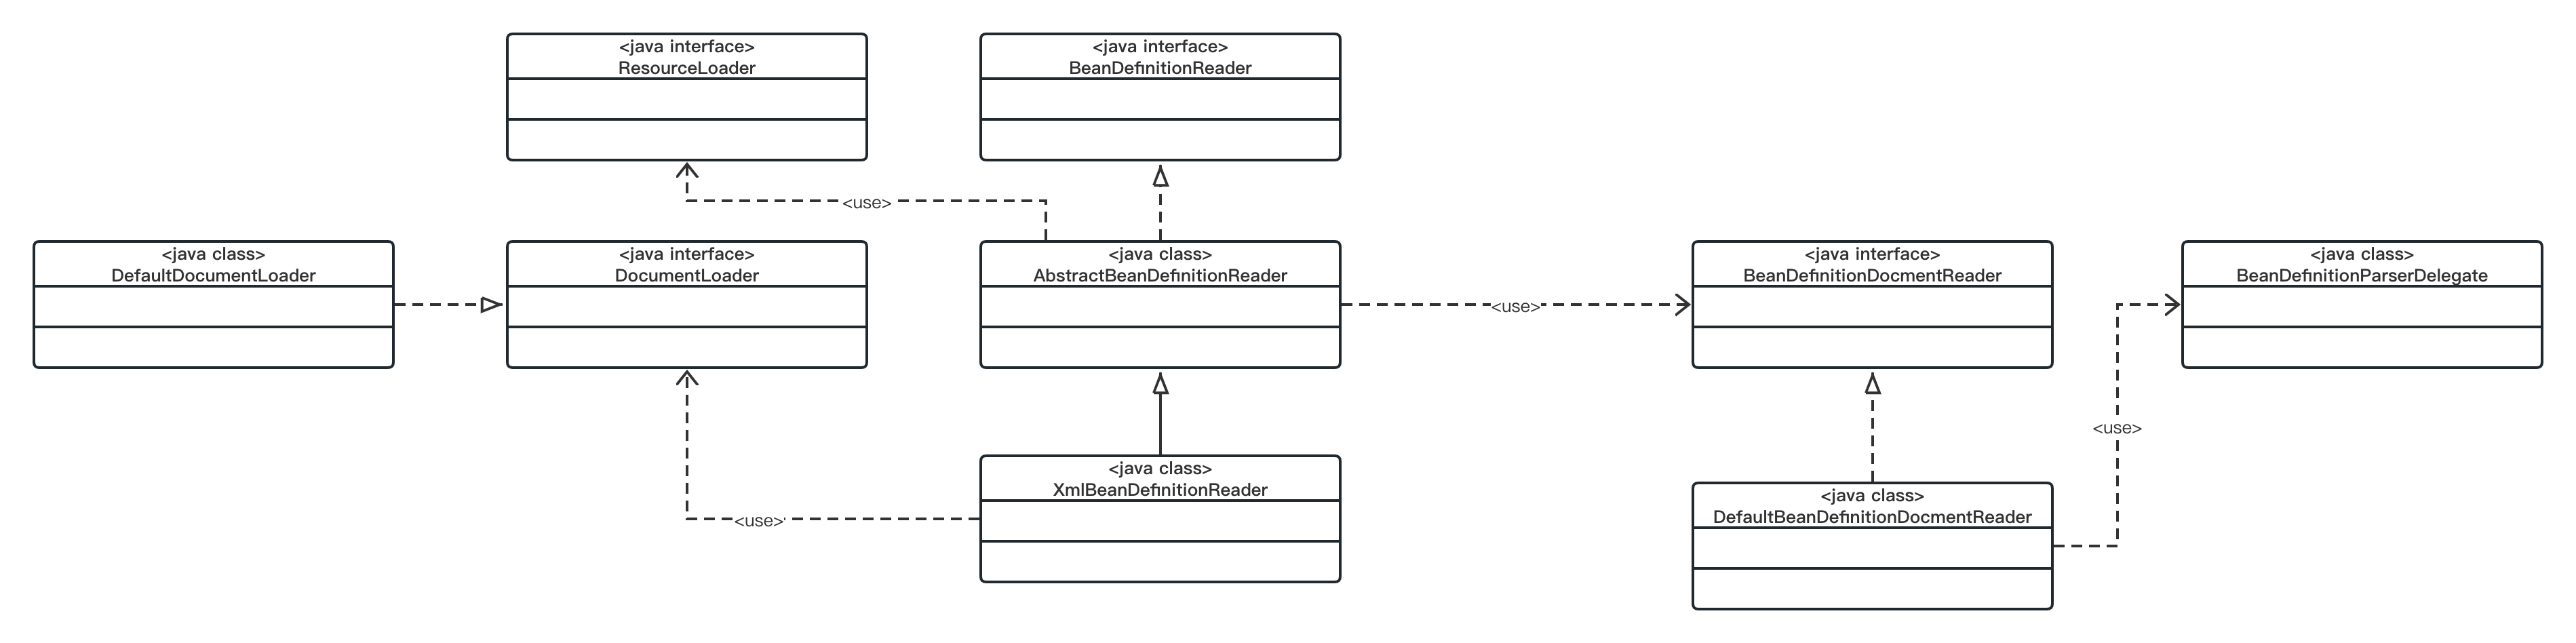 <java interface>
ResourceLoader
<java interface>
BeanDefinitionReader
<use>
<java class>
DefaultDocumentLoader
<java interface>
DocumentLoader
<java class>
AbstractBeanDefinitionReader
<java interface>
BeanDefinitionDocmentReader
<java class>
BeanDefinitionParserDelegate
<use>
<use>
<java class>
XmlBeanDefinitionReader
<java class>
DefaultBeanDefinitionDocmentReader
<use>